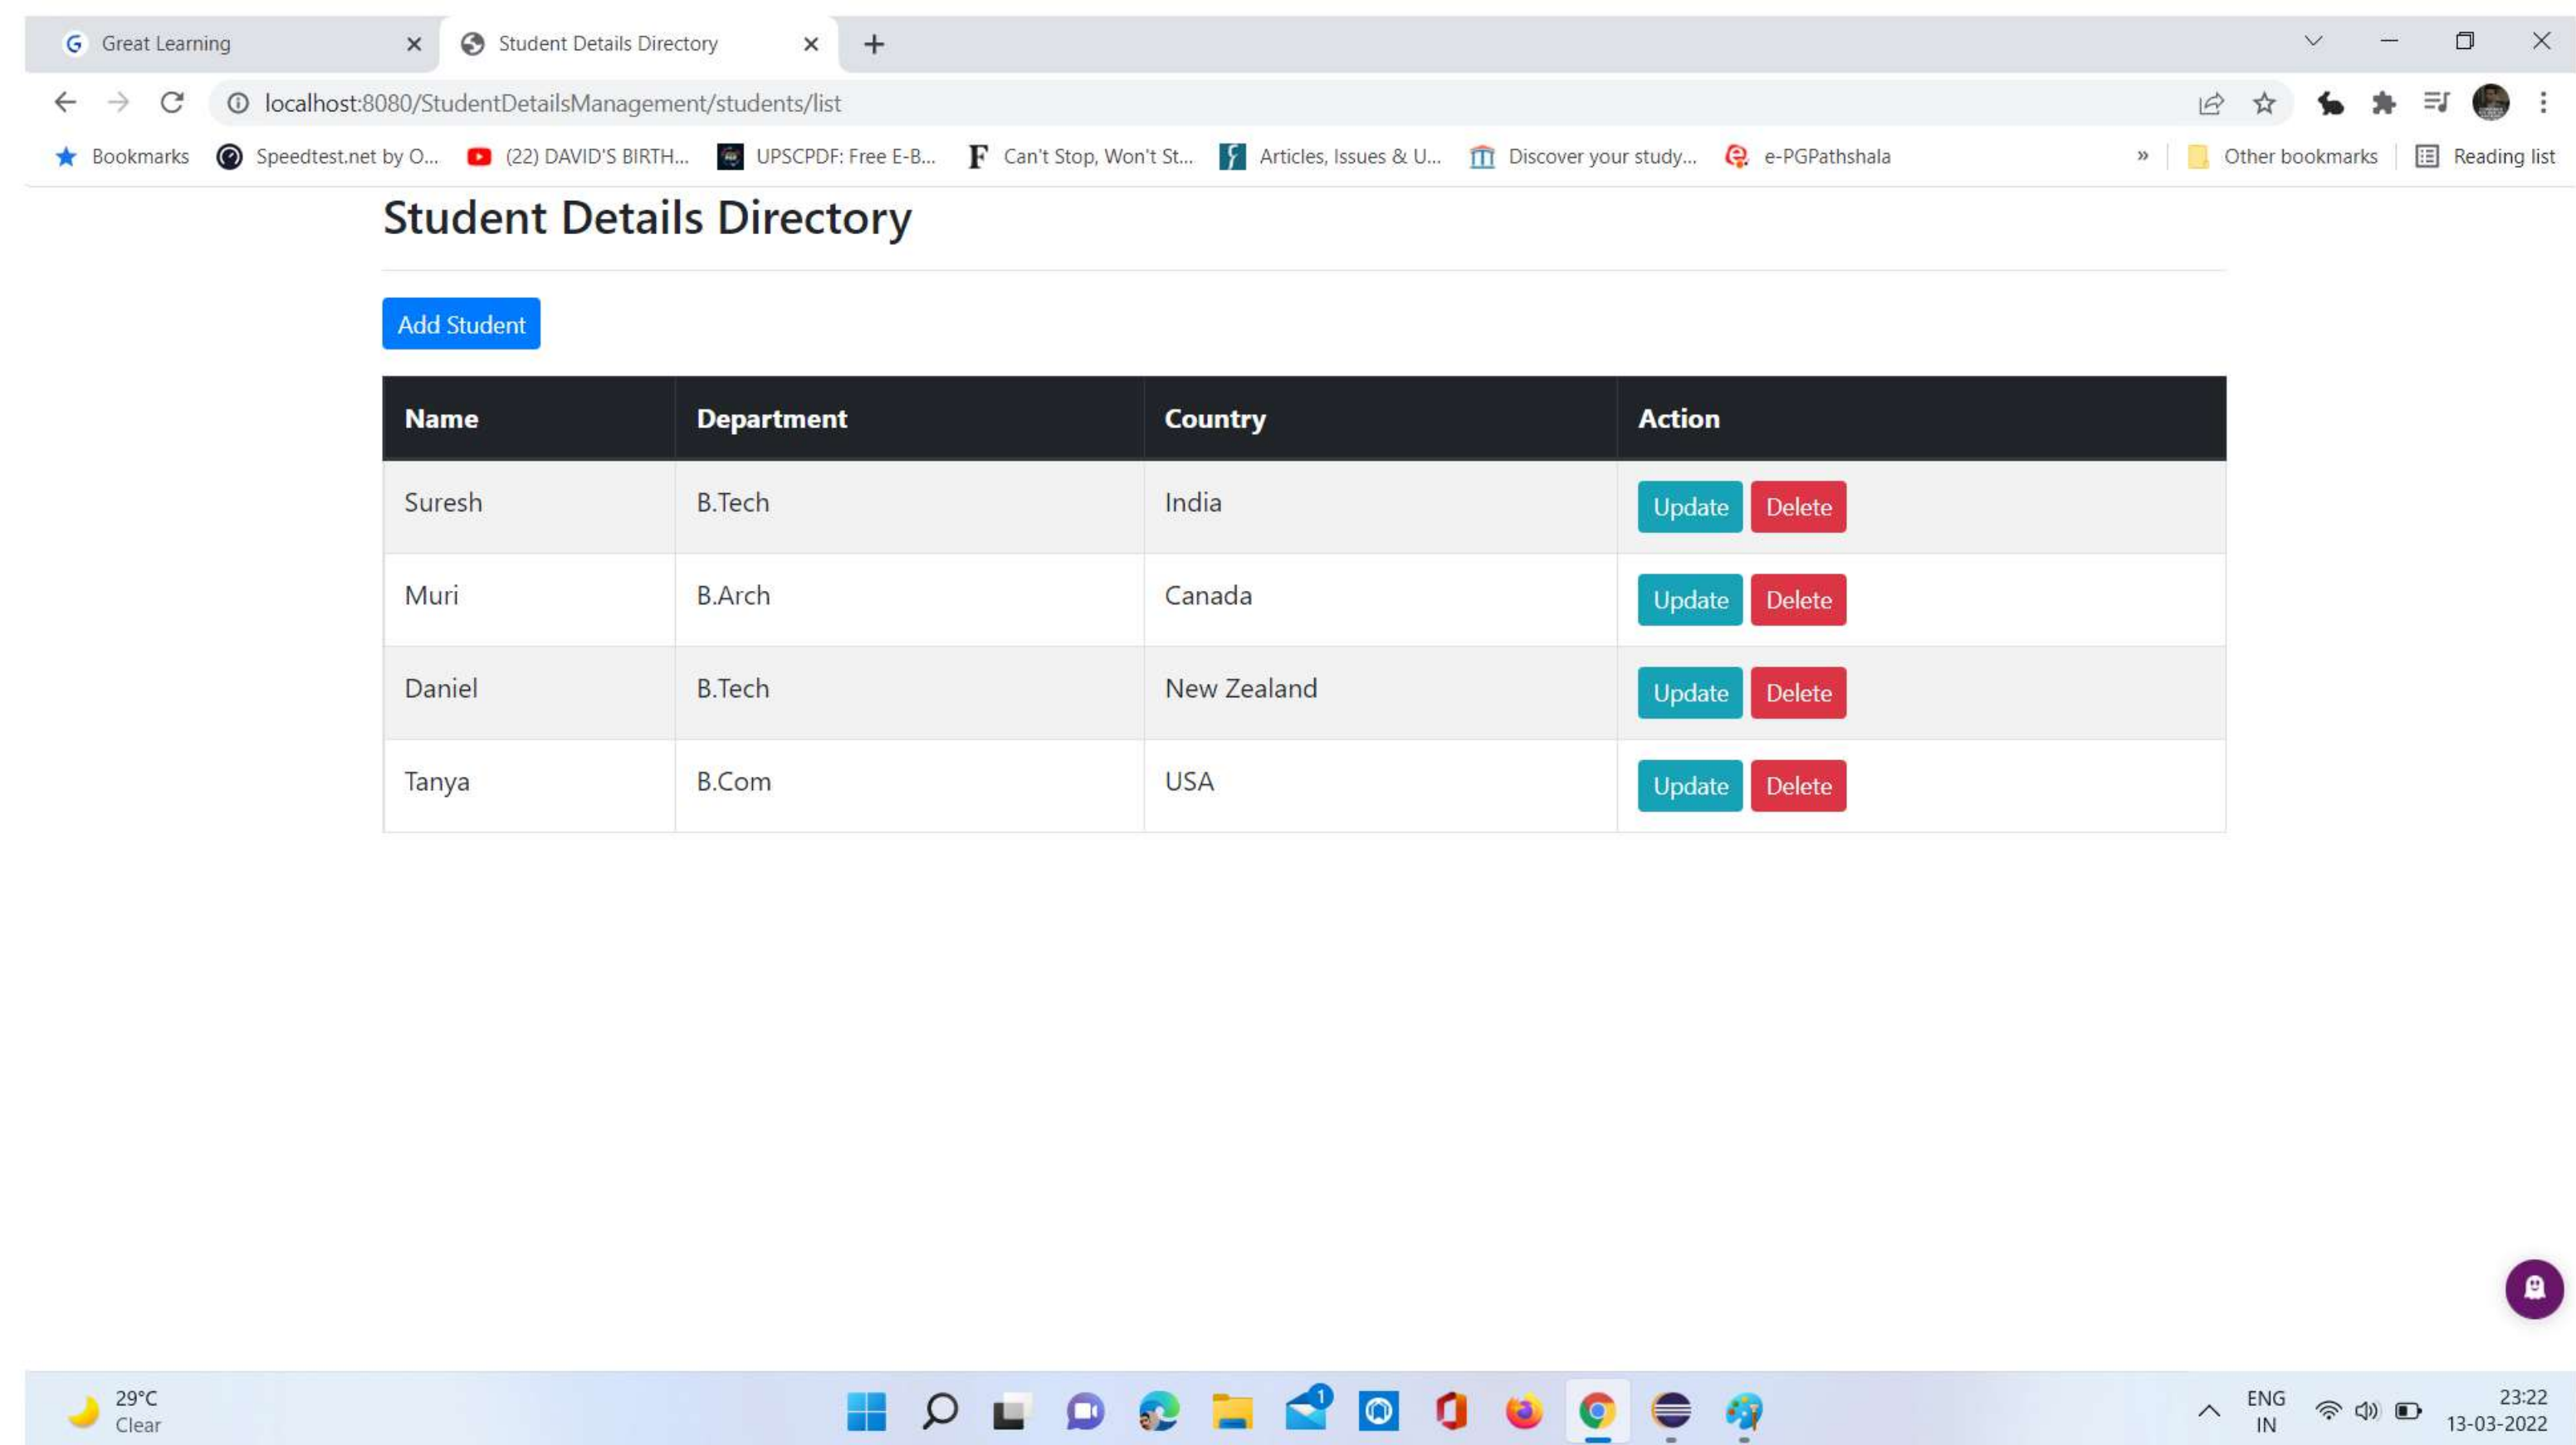 Great Learning Student Details Directory
localhost:8080/StudentDetailsManagement/students/list
Bookmarks Speedtest.net by O... (22) DAVID'S BIRTH... UPSCPDF: Free E-B... F Can't Stop, Won't St... Articles, Issues & U... Discover your study... e-PGPathshala » Other bookmarks Reading list
Student Details Directory
Add Student
Name Department Country Action
Suresh B.Tech India Update Delete
Muri B.Arch Canada Update Delete
Daniel B.Tech New Zealand Update Delete
Tanya B.Com USA Update Delete
29°C
Clear
1
ENG
IN
23:22
13-03-2022